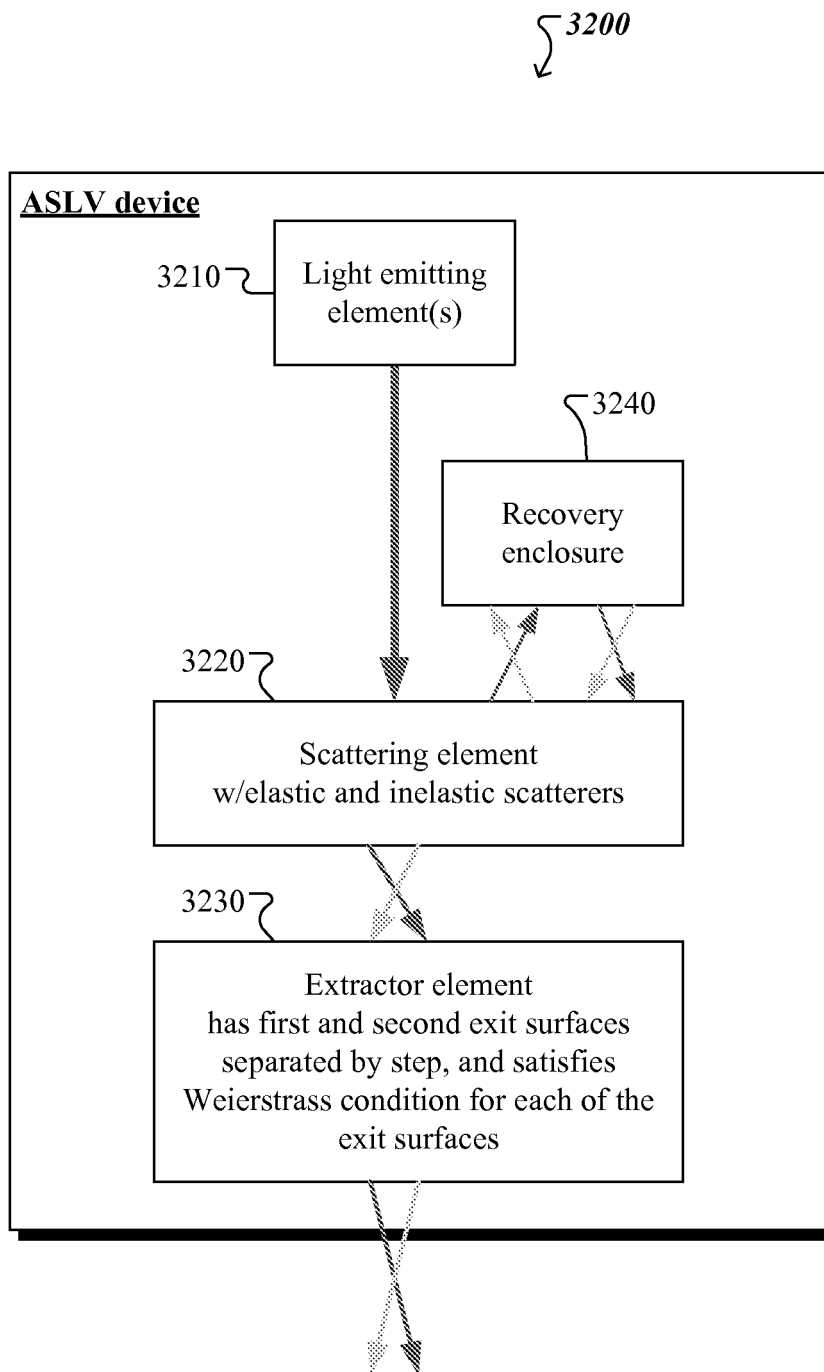 3200
ASLV device
3210
Light emitting
element(s)
3240
Recovery
enclosure
3220
Scattering element
w/elastic and inelastic scatterers
3230
Extractor element
has first and second exit surfaces
separated by step, and satisfies
Weierstrass condition for each of the
exit surfaces